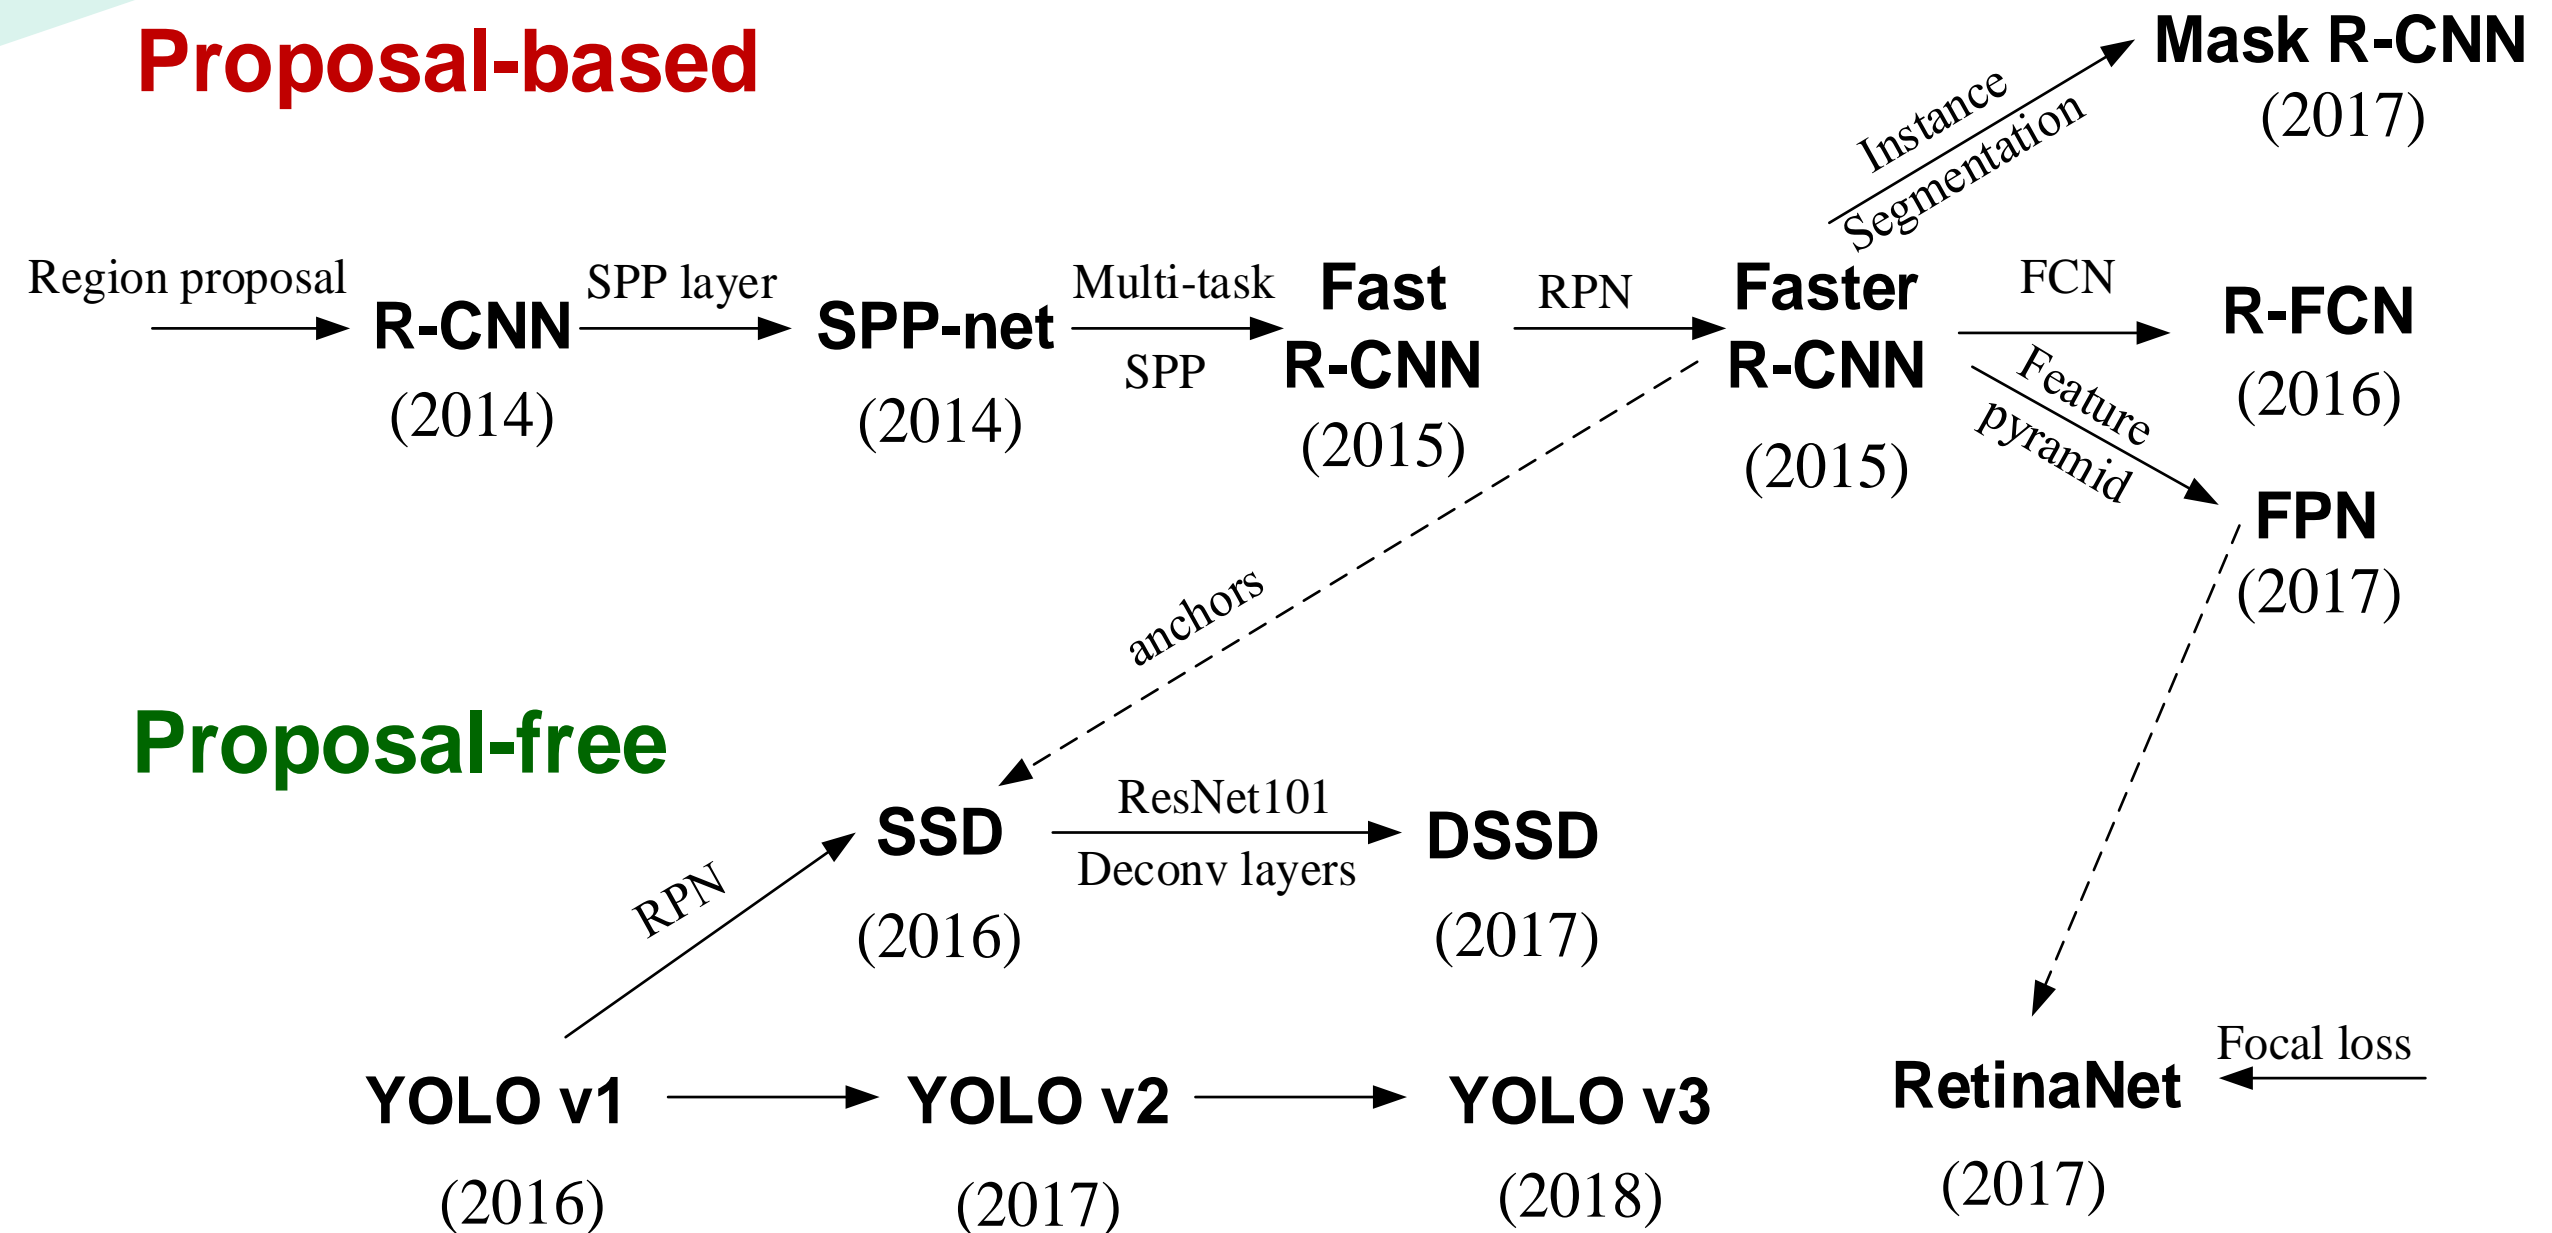 Proposal-based
Mask R-CNN
(2017)
Instance
Segmentation
Region proposal
R-CNN
(2014)
SPP layer
SPP-net
(2014)
Multi-task
SPP
Fast
R-CNN
(2015)
RPN
Faster
R-CNN
(2015)
FCN
R-FCN
(2016)
Feature
pyramid
FPN
(2017)
anchors
Proposal-free
RPN
SSD
(2016)
ResNet101
Deconv layers
DSSD
(2017)
YOLO v1
(2016)
YOLO v2
(2017)
YOLO v3
(2018)
RetinaNet
(2017)
Focal loss